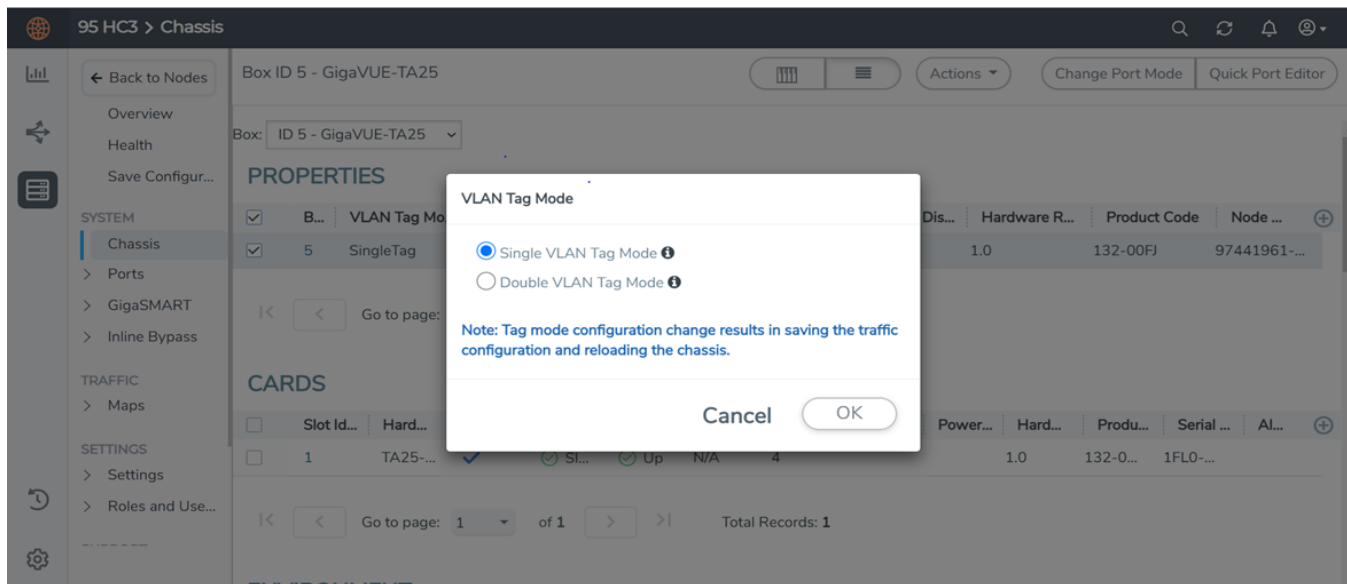 95 HC3 > Chassis
← Back to Nodes
Overview
Health
Save Configur...
SYSTEM
Chassis
> Ports
> GigaSMART
> Inline Bypass
TRAFFIC
> Maps
SETTINGS
> Settings
> Roles and Use...
Box ID 5 - GigaVUE-TA25
Actions
Change Port Mode
Quick Port Editor
Box: ID 5 - GigaVUE-TA25
PROPERTIES
B... VLAN Tag Mo Dis... Hardware R... Product Code Node ...
5 SingleTag 1.0 132-00FJ 97441961-...
Go to page:
VLAN Tag Mode
Single VLAN Tag Mode
Double VLAN Tag Mode
Note: Tag mode configuration change results in saving the traffic
configuration and reloading the chassis.
Cancel OK
CARDS
Slot Id... Hard... Power... Hard... Produ... Serial ... Al...
1 TA25-... Sl... Up N/A 4 1.0 132-0... 1FL0-...
Go to page: 1 of 1 Total Records: 1